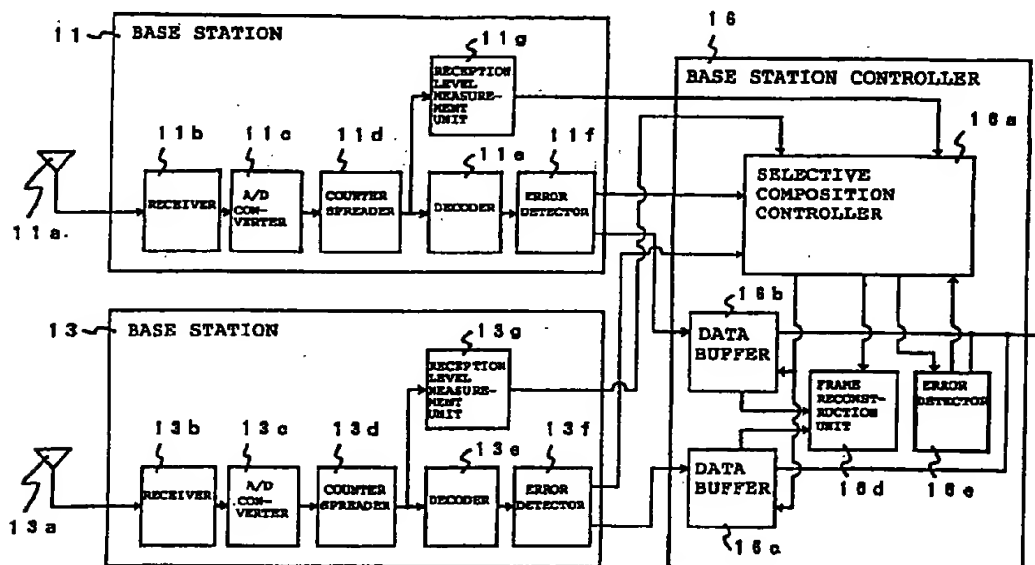 11
BASE STATION
11g
RECEPTION
LEVEL
MEASURE-
MENT
UNIT
11b
11c
11d
11e
11f
RECEIVER
A/D
CON-
VERTER
COUNTER
SPREADER
DECODER
ERROR
DETECTOR
11a.
13
BASE STATION
13g
RECEPTION
LEVEL
MEASURE-
MENT
UNIT
13b
13c
13d
13e
13f
RECEIVER
A/D
CON-
VERTER
COUNTER
SPREADER
DECODER
ERROR
DETECTOR
13a
16
BASE STATION CONTROLLER
16a
SELECTIVE
COMPOSITION
CONTROLLER
16b
DATA
BUFFER
FRAME
RECONST-
RUCTION
UNIT
ERROR
DETECTOR
16d
16e
DATA
BUFFER
16c